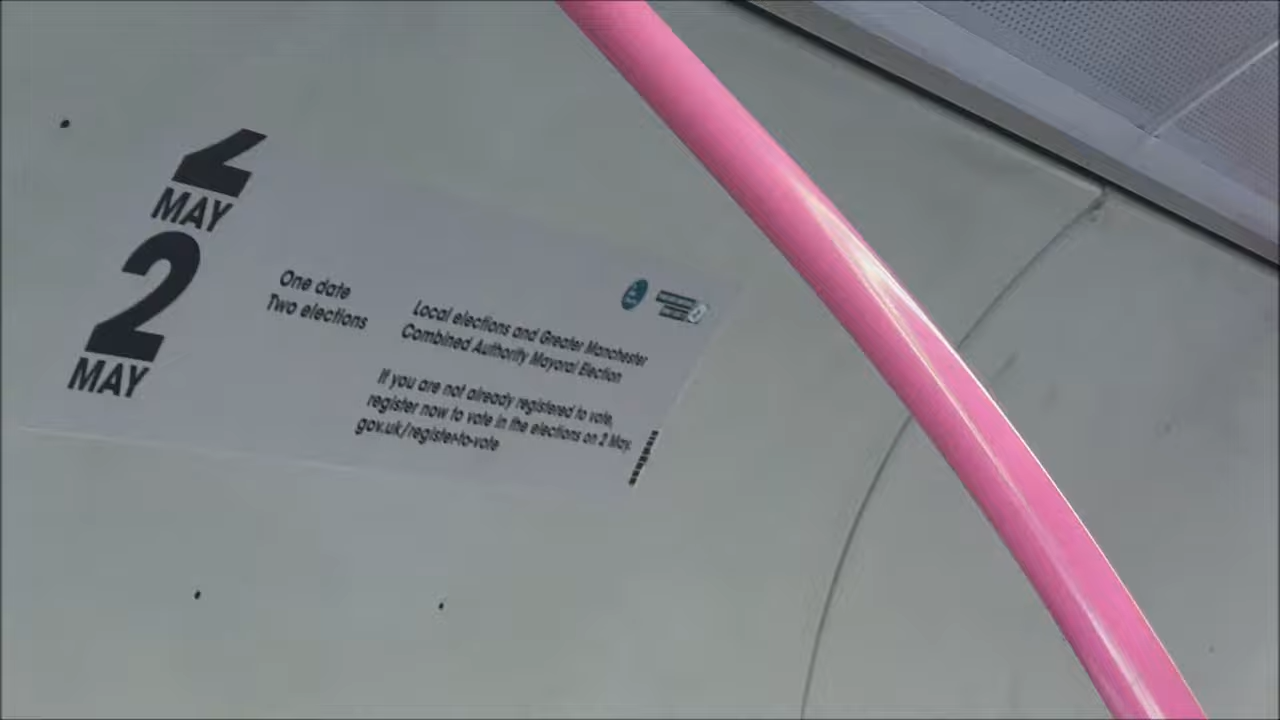 2
MAY
2
MAY
One date
Two elections
Local elections and Greater Manchester
Combined Authority Mayoral Election
If you are not already registered to vote,
register now to vote in the elections on 2 May.
gov.uk/register-to-vote